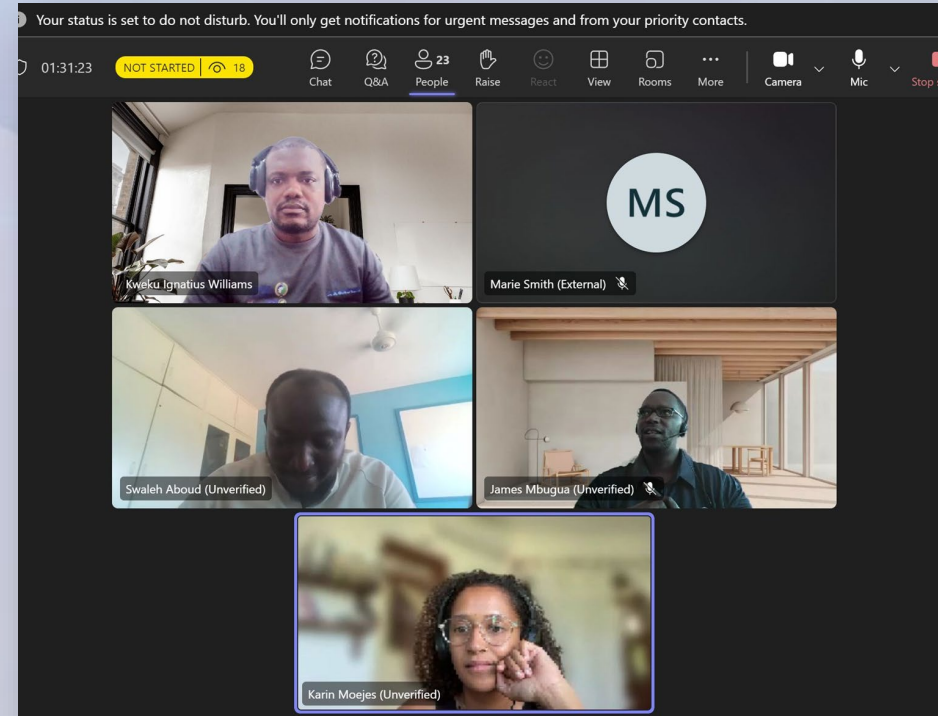 Your status is set to do not disturb. You'll only get notifications for urgent messages and from your priority contacts.
01:31:23 NOT STARTED 18 Chat Q&A 23 People Raise React View Rooms More Camera Mic Stop
Kweku Ignatius Williams
MS
Marie Smith (External)
Swaleh Aboud (Unverified)
James Mbugua (Unverified)
Karin Moejes (Unverified)